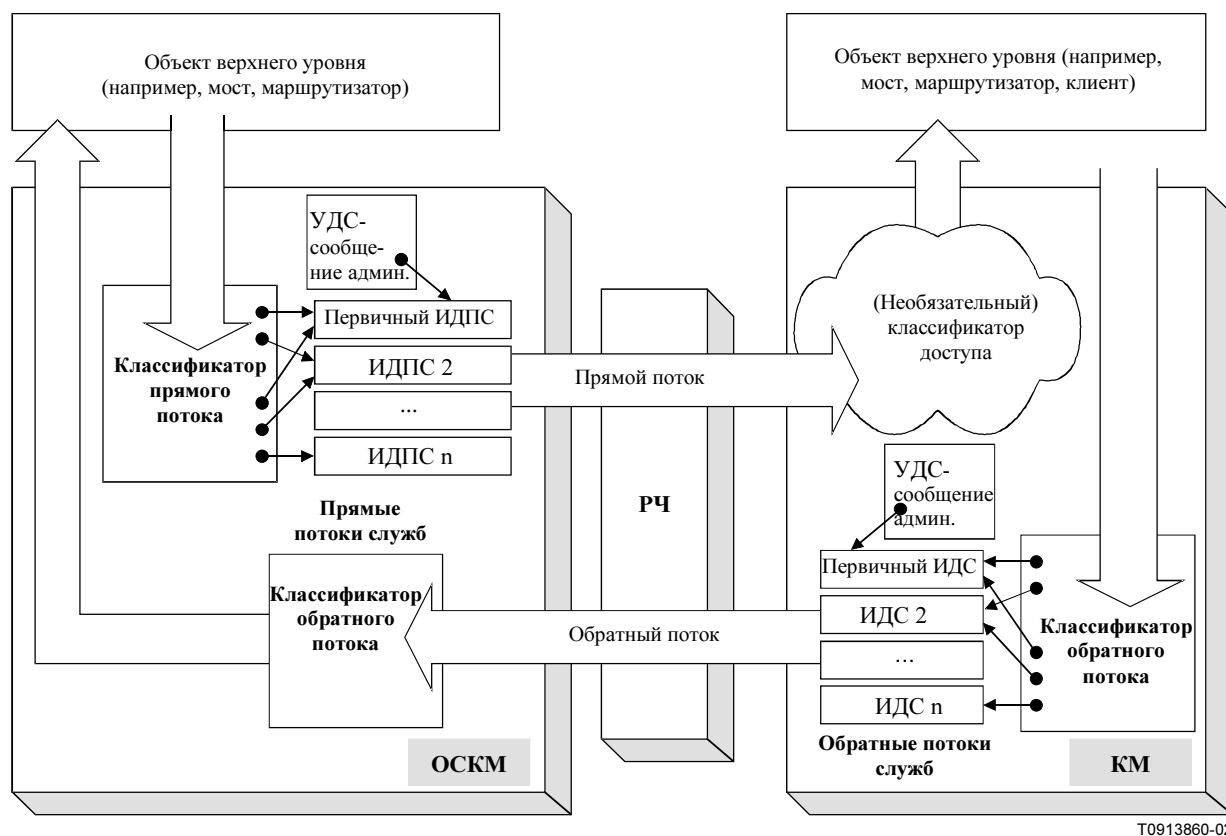 Объект верхнего уровня
(например, мост, маршрутизатор)
Объект верхнего уровня (например,
мост, маршрутизатор, клиент)
УДС-
сообще-
ние админ.
Классификатор
прямого
потока
Первичный ИДПС
ИДПС 2
...
ИДПС n
Прямые
потоки служб
Прямой поток
(Необязательный)
классификатор
доступа
РЧ
УДС-
сообщение
админ.
Первичный ИДС
ИДС 2
...
ИДС n
Обратные потоки
служб
Классификатор
обратного
потока
Обратный поток
Классификатор
обратного
потока
ОСКМ
КМ